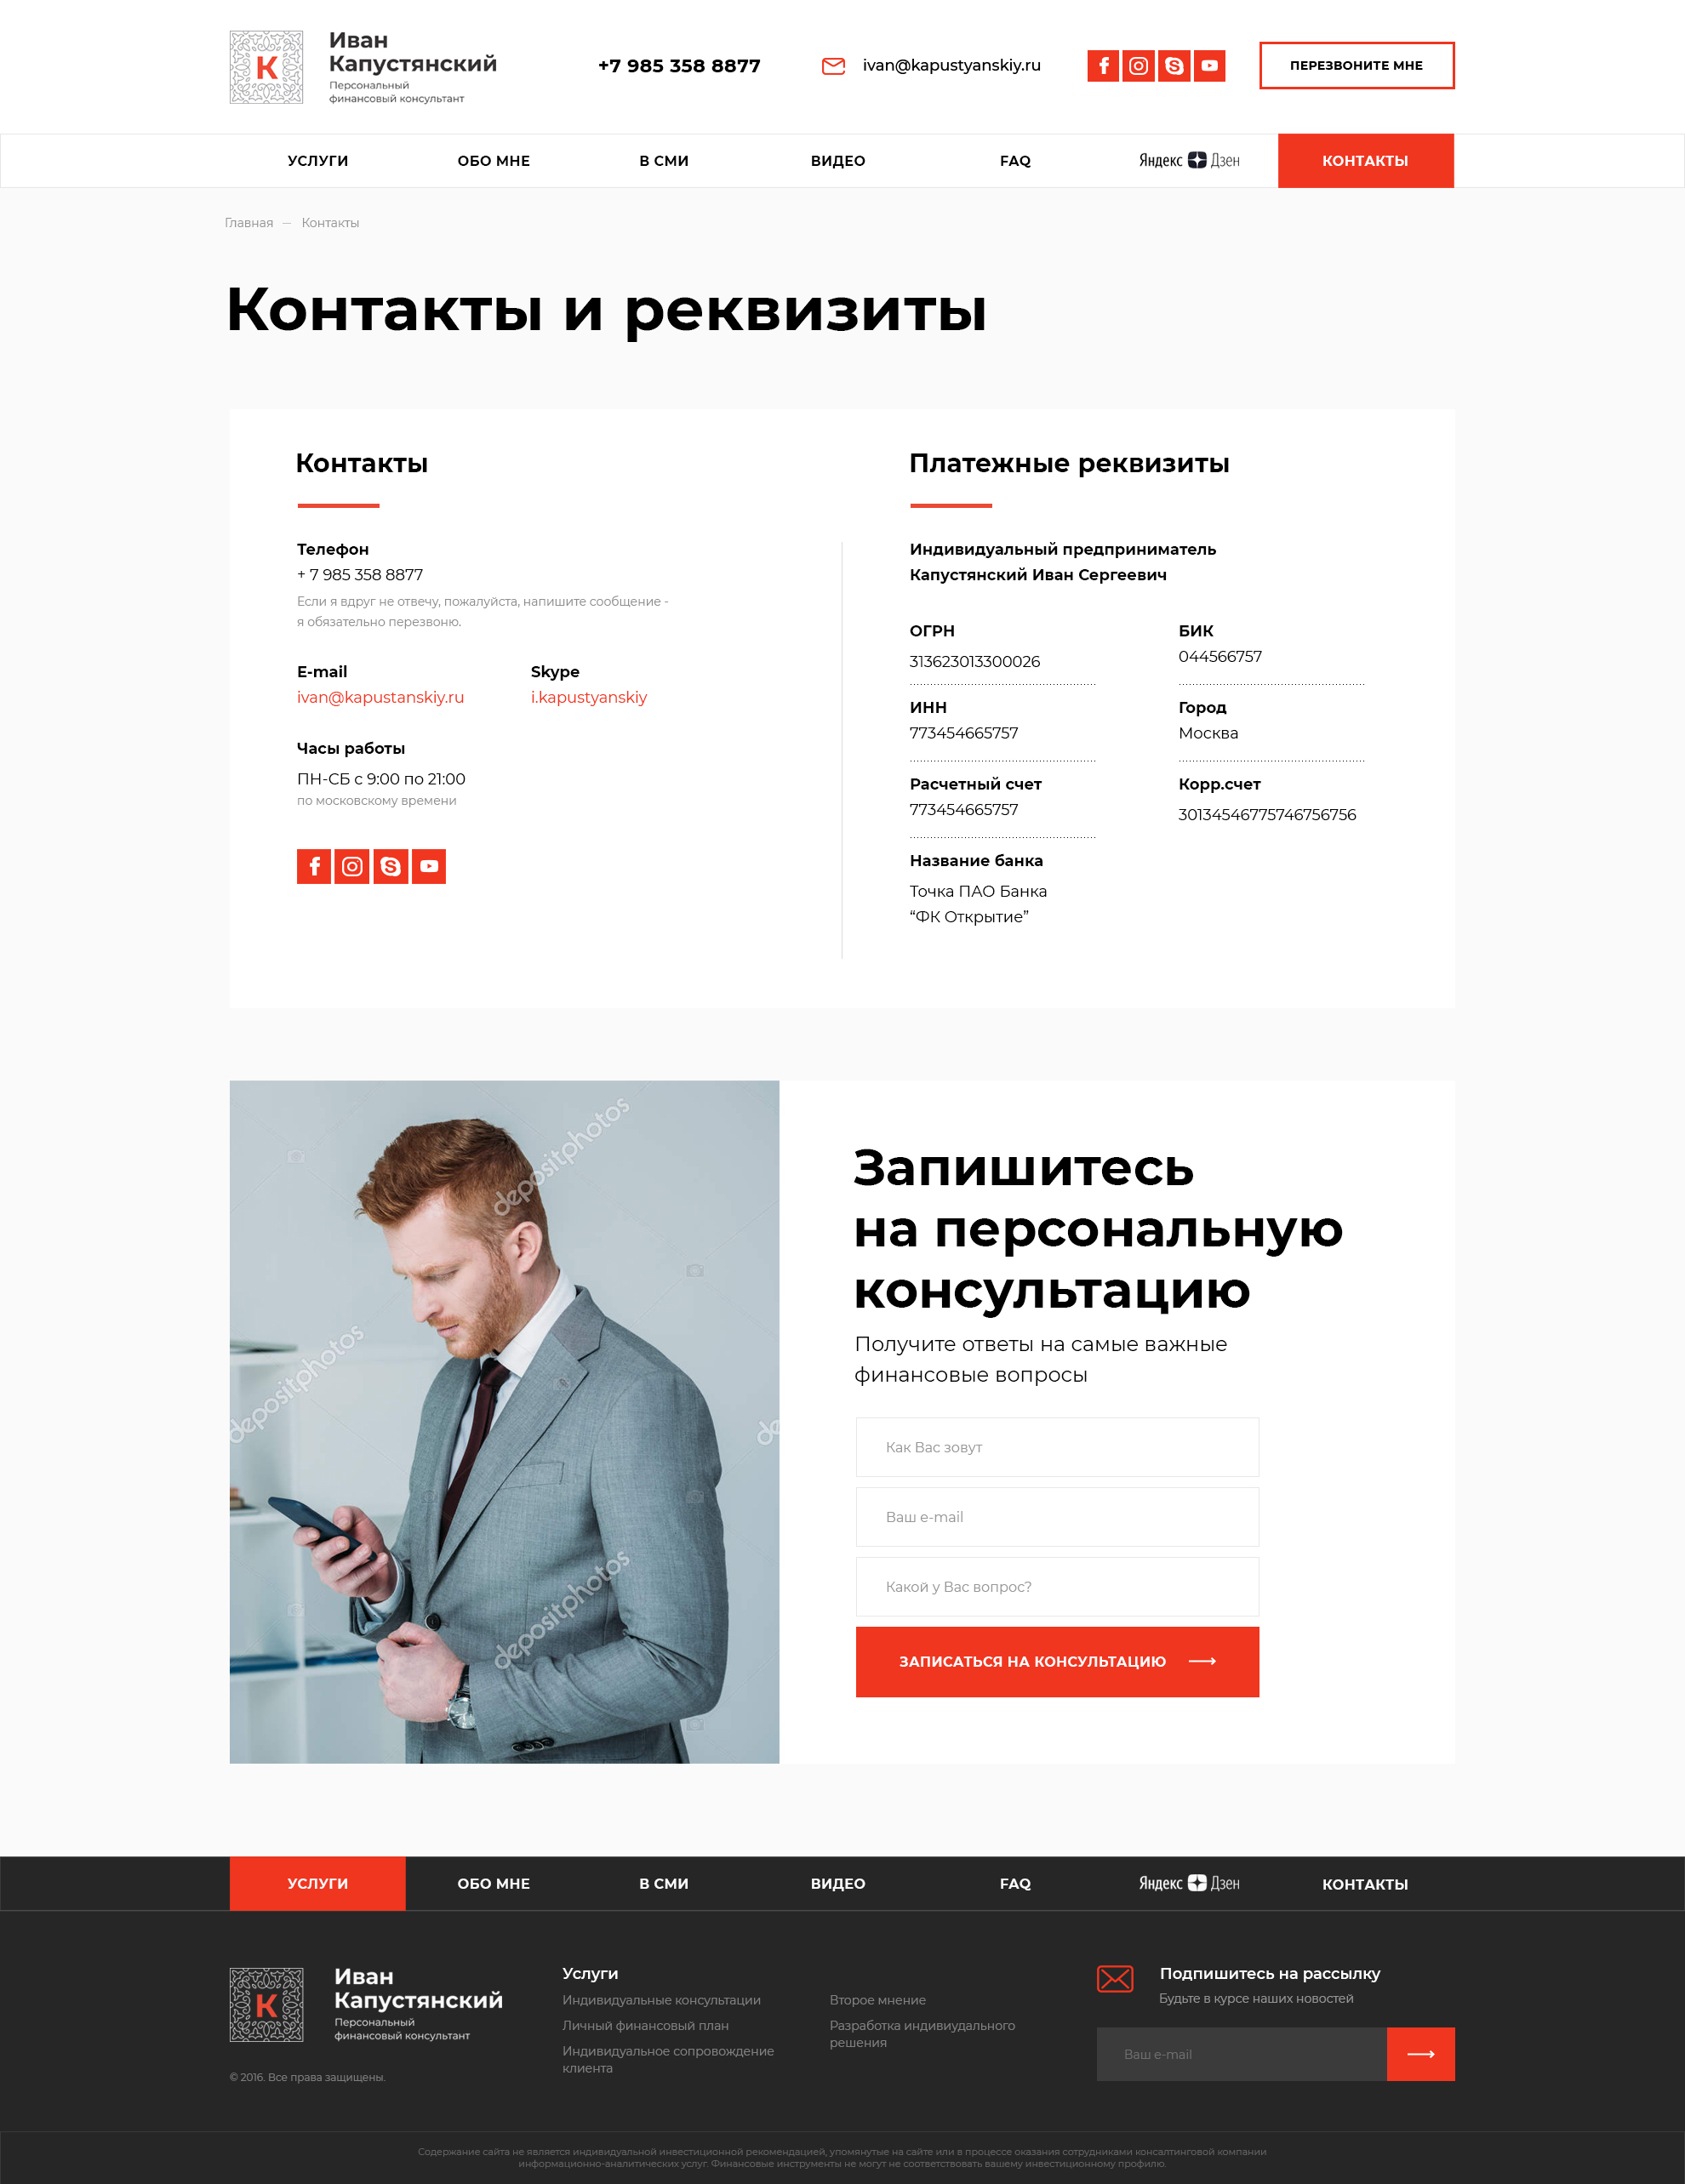 К
Иван
Капустянский
Персональный
финансовый консультант
+7 985 358 8877
ivan@kapustyanskiy.ru
ПЕРЕЗВОНИТЕ МНЕ
УСЛУГИ
ОБО МНЕ
В СМИ
ВИДЕО
FAQ
Яндекс Дзен
КОНТАКТЫ
Главная — Контакты
Контакты и реквизиты
Контакты
Телефон
+ 7 985 358 8877
Если я вдруг не отвечу, пожалуйста, напишите сообщение -
я обязательно перезвоню.
E-mail
ivan@kapustanskiy.ru
Skype
i.kapustyanskiy
Часы работы
ПН-СБ с 9:00 по 21:00
по московскому времени
Платежные реквизиты
Индивидуальный предприниматель
Капустянский Иван Сергеевич
ОГРН
313623013300026
БИК
044566757
ИНН
773454665757
Город
Москва
Расчетный счет
773454665757
Корр.счет
30134546775746756756
Название банка
Точка ПАО Банка
“ФК Открытие”
depositphotos
depositphotos
depositphotos
Запишитесь
на персональную
консультацию
Получите ответы на самые важные
финансовые вопросы
Как Вас зовут
Ваш e-mail
Какой у Вас вопрос?
ЗАПИСАТЬСЯ НА КОНСУЛЬТАЦИЮ
УСЛУГИ
ОБО МНЕ
В СМИ
ВИДЕО
FAQ
Яндекс Дзен
КОНТАКТЫ
К
Иван
Капустянский
Персональный
финансовый консультант
© 2016. Все права защищены.
Услуги
Индивидуальные консультации
Личный финансовый план
Индивидуальное сопровождение
клиента
Второе мнение
Разработка индивиудального
решения
Подпишитесь на рассылку
Будьте в курсе наших новостей
Ваш e-mail
Содержание сайта не является индивидуальной инвестиционной рекомендацией, упомянутые на сайте или в процессе оказания сотрудниками консалтинговой компании
информационно-аналитических услуг. Финансовые инструменты не могут не соответствовать вашему инвестиционному профилю.